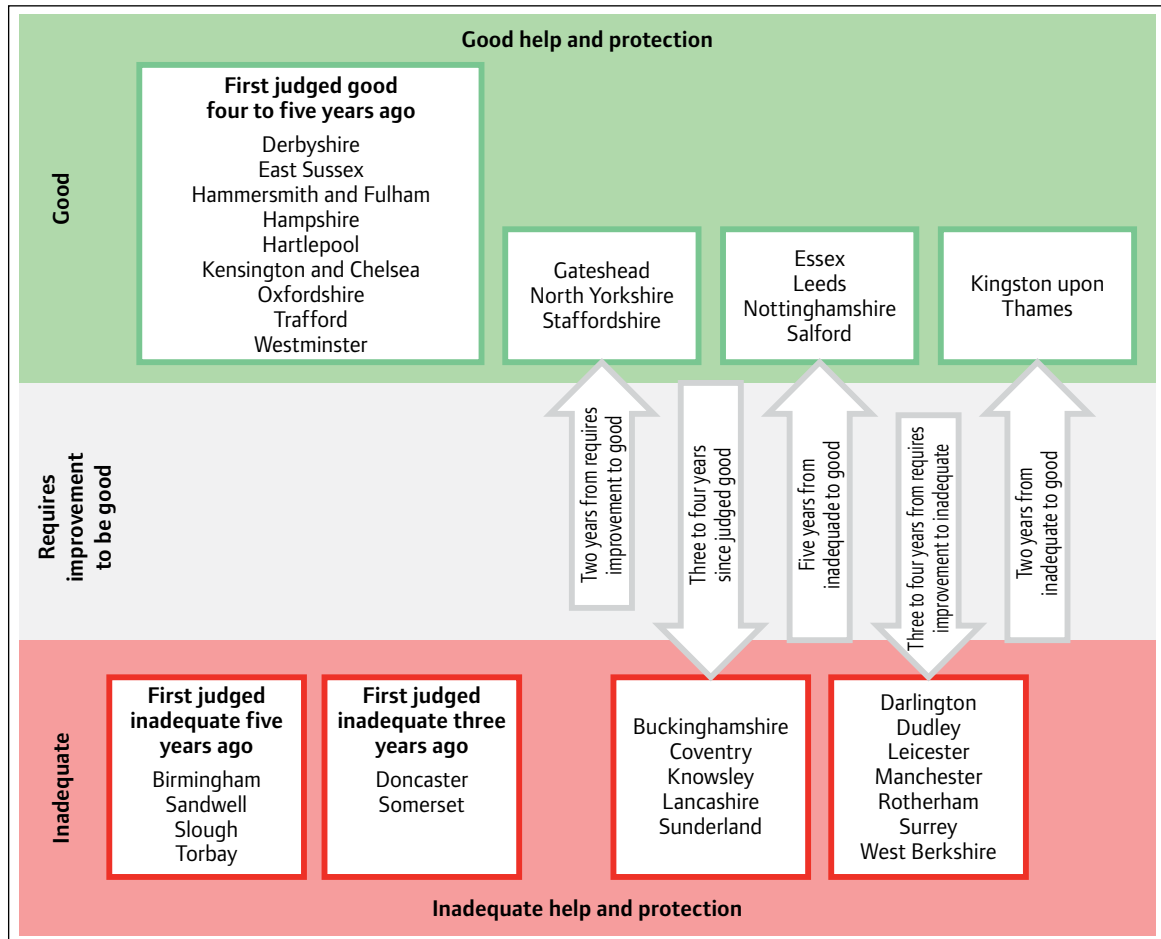 Good help and protection
Good
First judged good
four to five years ago
Derbyshire
East Sussex
Hammersmith and Fulham
Hampshire
Hartlepool
Kensington and Chelsea
Oxfordshire
Trafford
Westminster
Gateshead
North Yorkshire
Staffordshire
Essex
Leeds
Nottinghamshire
Salford
Kingston upon
Thames
Requires
improvement
to be good
Two years from requires
improvement to good
Three to four years
since judged good
Five years from
inadequade to good
Three to four years from requires
improvement to inadequate
Two years from
inadequate to good
Inadequate
First judged
inadequate five
years ago
Birmingham
Sandwell
Slough
Torbay
First judged
inadequate three
years ago
Doncaster
Somerset
Buckinghamshire
Coventry
Knowsley
Lancashire
Sunderland
Darlington
Dudley
Leicester
Manchester
Rotherham
Surrey
West Berkshire
Inadequate help and protection